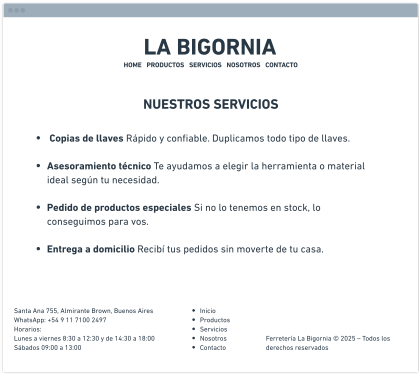 LA BIGORNIA
HOME PRODUCTOS SERVICIOS NOSOTROS CONTACTO
NUESTROS SERVICIOS
• Copias de llaves Rápido y confiable. Duplicamos todo tipo de llaves.
• Asesoramiento técnico Te ayudamos a elegir la herramienta o material
ideal según tu necesidad.
• Pedido de productos especiales Si no lo tenemos en stock, lo
conseguimos para vos.
• Entrega a domicilio Recibí tus pedidos sin moverte de tu casa.
Santa Ana 755, Almirante Brown, Buenos Aires
WhatsApp: +54 9 11 7100 2497
Horarios:
Lunes a viernes 8:30 a 12:30 y de 14:30 a 18:00
Sábados 09:00 a 13:00
• Inicio
• Productos
• Servicios
• Nosotros
• Contacto
Ferretería La Bigornia © 2025 – Todos los
derechos reservados